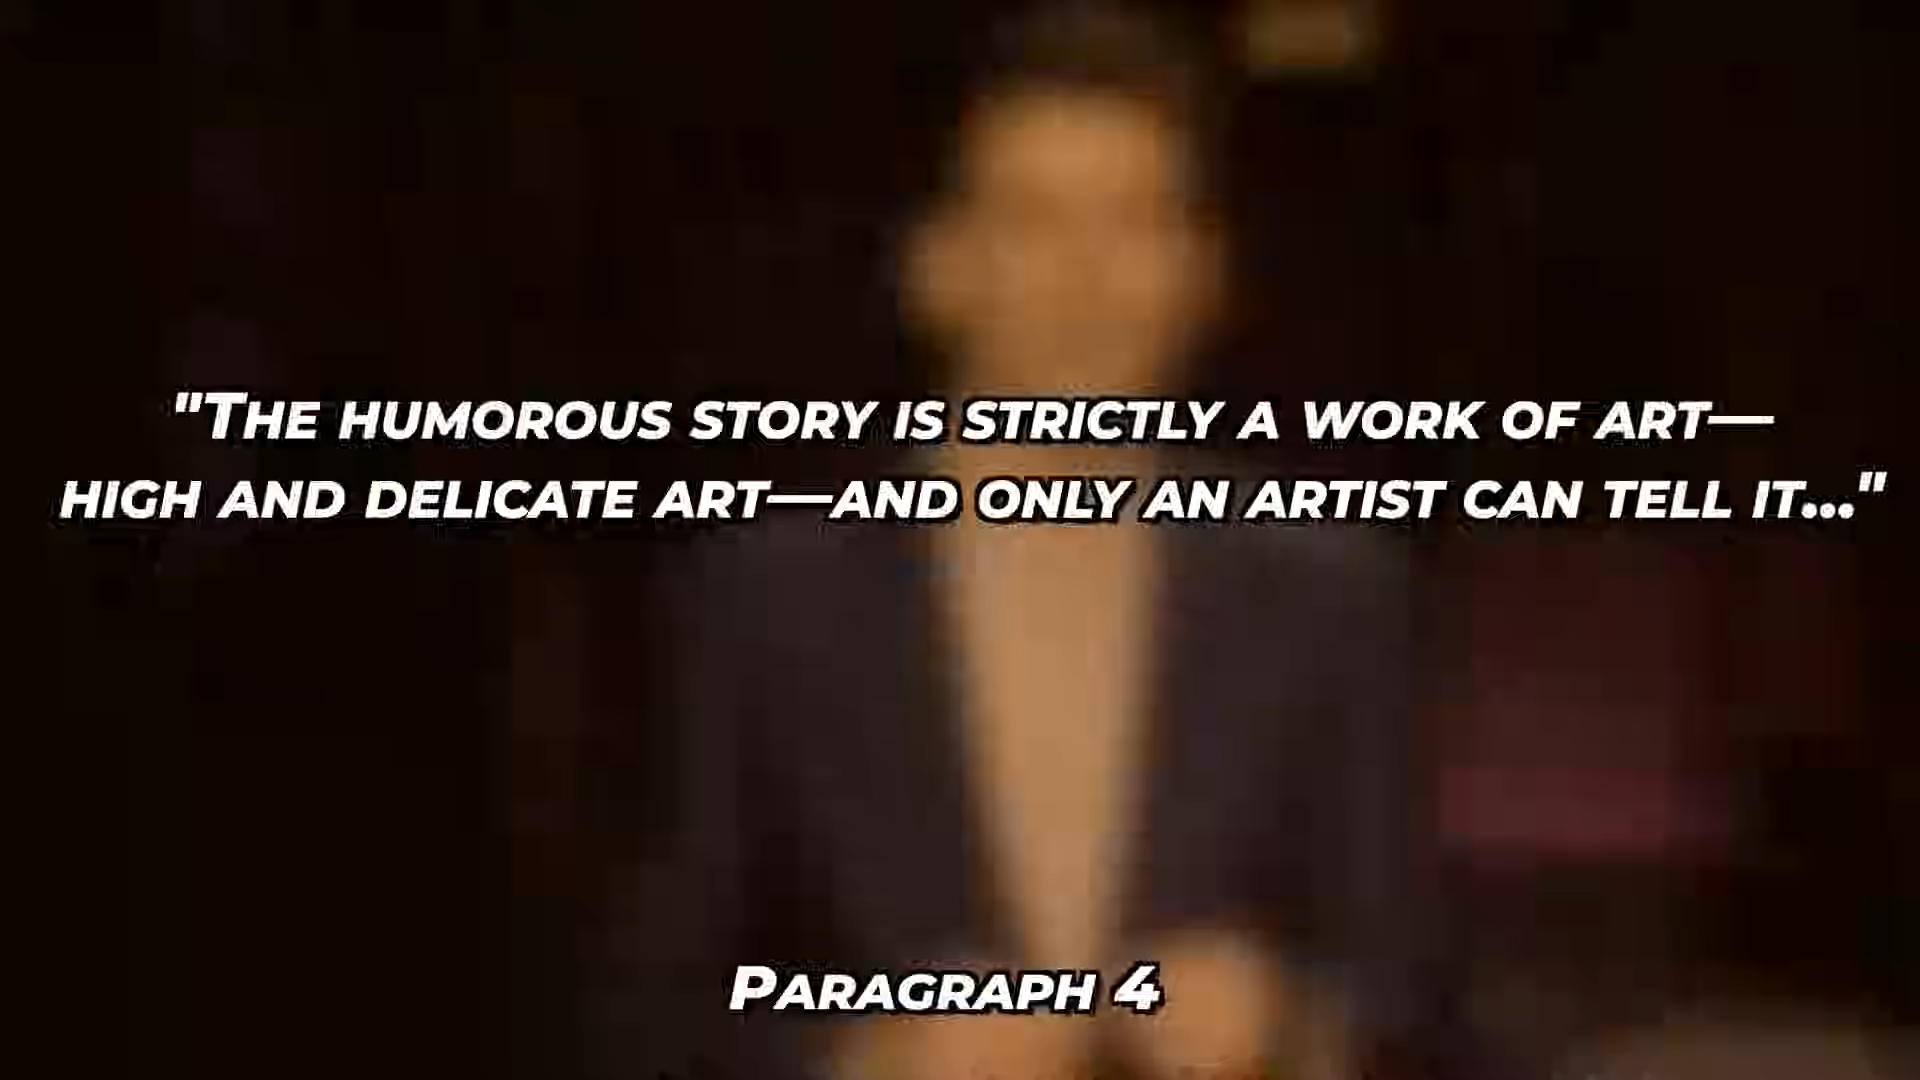 "The humorous story is strictly a work of art—
high and delicate art—and only an artist can tell it..."
Paragraph 4